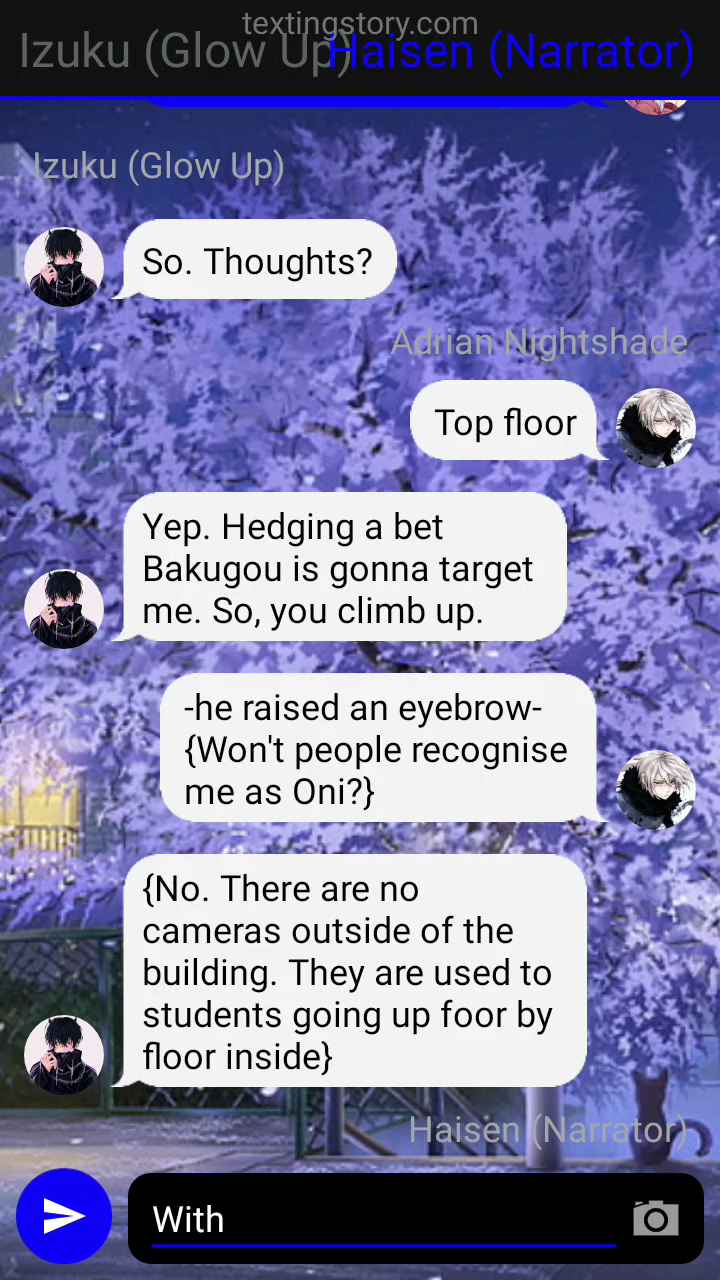 textingstory.com
Izuku (Glow Up)
Haisen (Narrator)
Izuku (Glow Up)
So. Thoughts?
Adrian Nightshade
Top floor
Yep. Hedging a bet
Bakugou is gonna target
me. So, you climb up.
-he raised an eyebrow-
{Won't people recognise
me as Oni?}
{No. There are no
cameras outside of the
building. They are used to
students going up foor by
floor inside}
Haisen (Narrator)
With